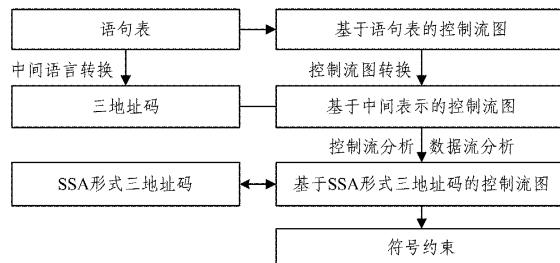 语句表
基于语句表的控制流图
中间语言转换
控制流图转换
三地址码
基于中间表示的控制流图
控制流分析
数据流分析
SSA形式三地址码
基于SSA形式三地址码的控制流图
符号约束